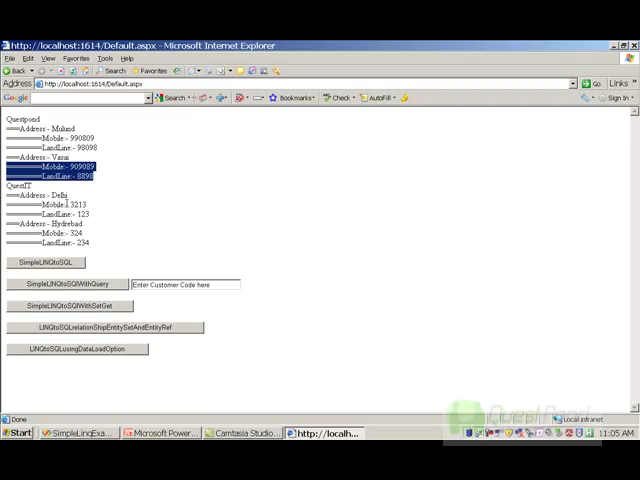 http://localhost:1614/Default.aspx - Microsoft Internet Explorer
File Edit View Favorites Tools Help
Back Search Favorites
Address http://localhost:1614/Default.aspx Go Links
Google Search Bookmarks Check AutoFill Settings
Questpond
Address:- Mulund
Mobile:- 990809
LandLine:- 98098
Address:- Vasai
Mobile:- 909089
LandLine:- 8898
QuestIT
Address:- Delhi
Mobile:- 3213
LandLine:- 123
Address:- Hydrebad
Mobile:- 324
LandLine:- 234
SimpleLINQtoSQL
SimpleLINQtoSQlWithQuery Enter Customer Code here
SimpleLINQtoSQlWithSetGet
LINQtoSQLrelationShipEntitySetAndEntityRef
LINQtoSQLusingDataLoadOption
QuestPond
Done Local intranet
Start SimpleLinqExa... Microsoft Power... Camtasia Studio... http://localh... 11:05 AM